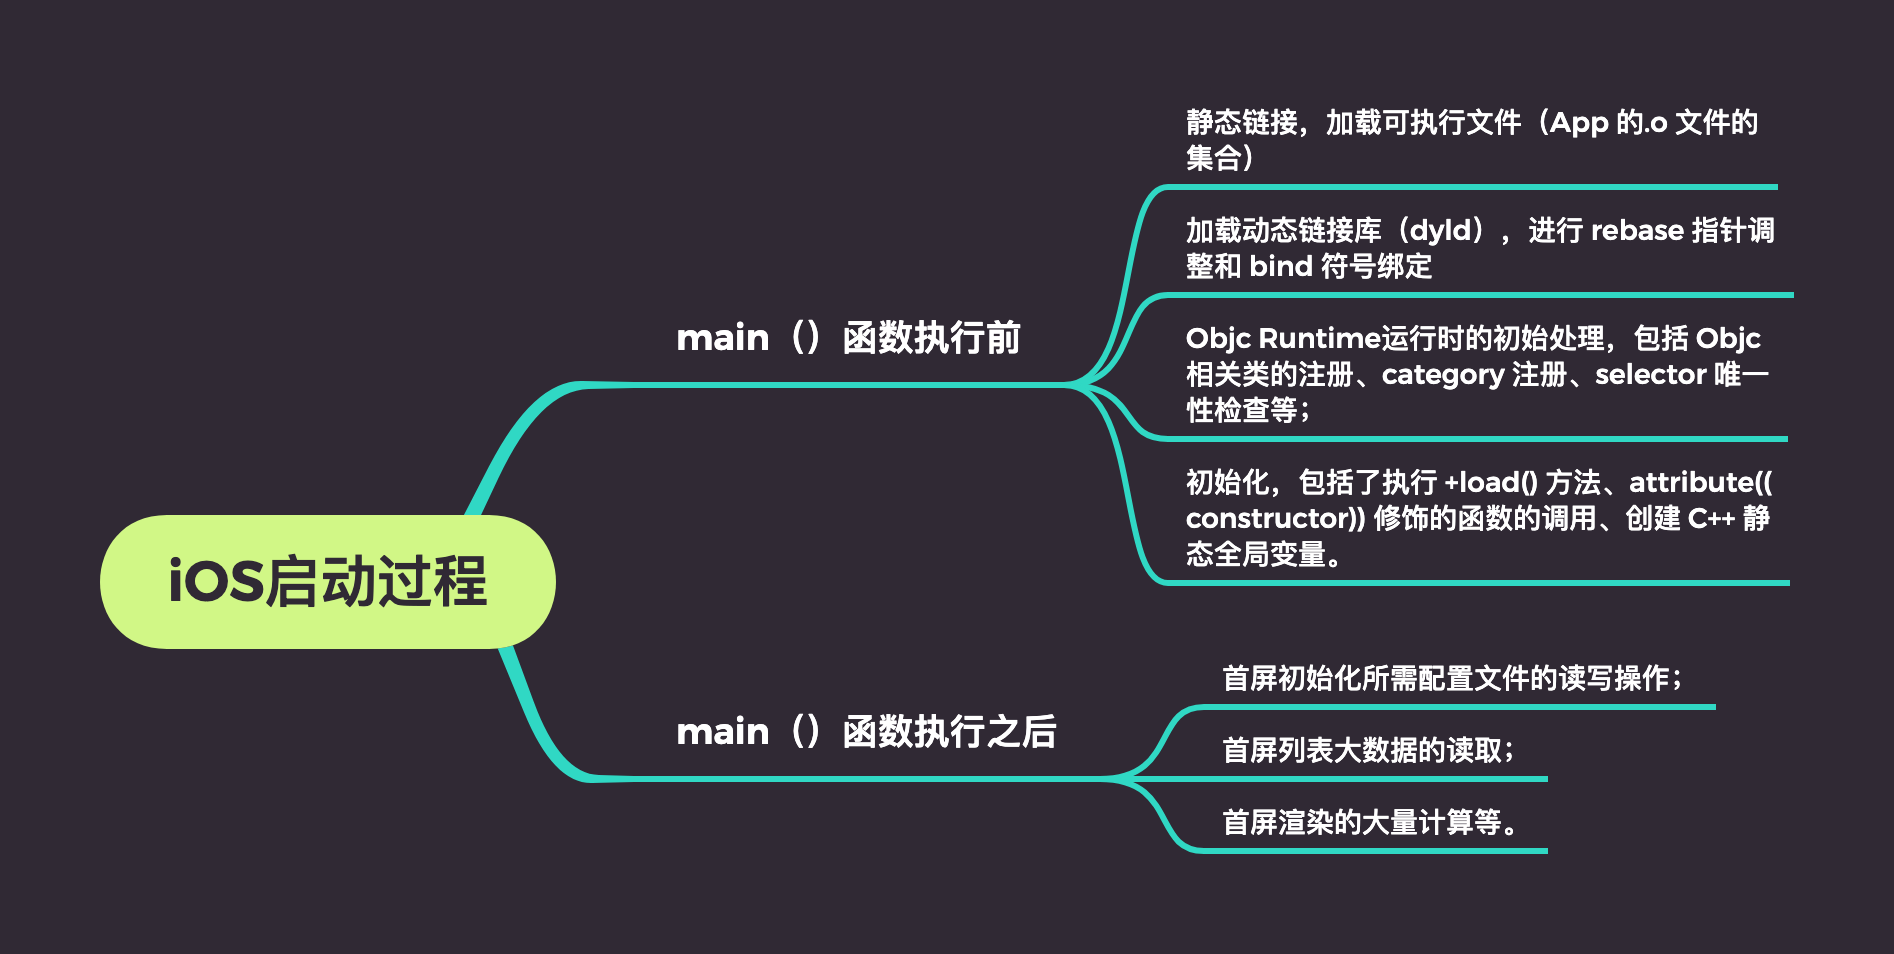 iOS启动过程
main（）函数执行前
静态链接，加载可执行文件（App 的.o 文件的
集合）
加载动态链接库（dyld），进行 rebase 指针调
整和 bind 符号绑定
Objc Runtime运行时的初始处理，包括 Objc
相关类的注册、category 注册、selector 唯一
性检查等；
初始化，包括了执行 +load() 方法、attribute((
constructor)) 修饰的函数的调用、创建 C++ 静
态全局变量。
main（）函数执行之后
首屏初始化所需配置文件的读写操作；
首屏列表大数据的读取；
首屏渲染的大量计算等。